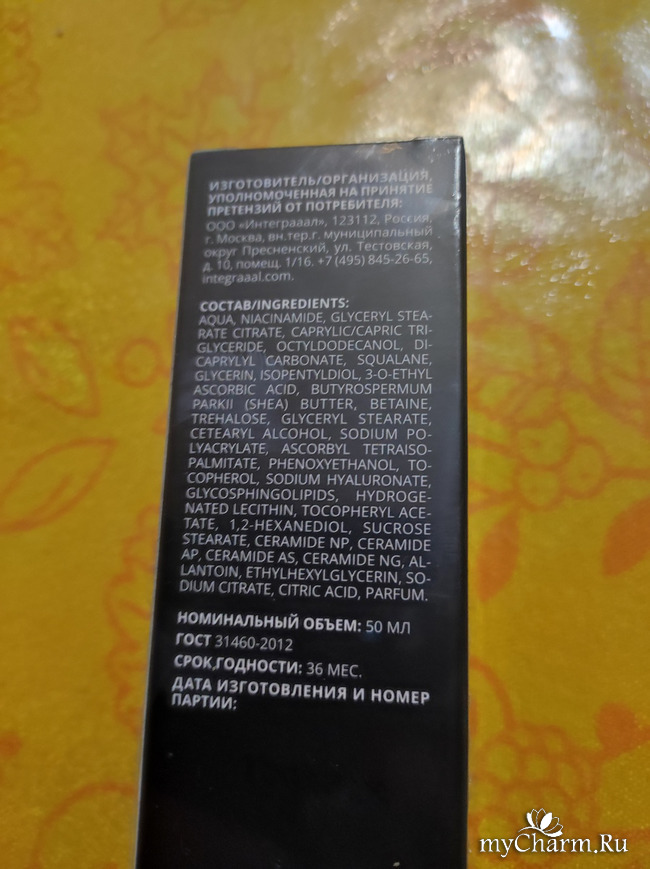 ИЗГОТОВИТЕЛЬ/ОРГАНИЗАЦИЯ,
УПОЛНОМОЧЕННАЯ НА ПРИНЯТИЕ
ПРЕТЕНЗИЙ ОТ ПОТРЕБИТЕЛЯ:
ООО «Интеграаал», 123112, Россия,
г. Москва, вн.тер.г. муниципальный
округ Пресненский, ул. Тестовская,
д. 10, помещ. 1/16. +7 (495) 845-26-65,
integraaal.com.
СОСТАВ/INGREDIENTS:
AQUA, NIACINAMIDE, GLYCERYL STEA-
RATE CITRATE, CAPRYLIC/CAPRIC TRI-
GLYCERIDE, OCTYLDODECANOL, DI-
CAPRYLYL CARBONATE, SQUALANE,
GLYCERIN, ISOPENTYLDIOL, 3-O-ETHYL
ASCORBIC ACID, BUTYROSPERMUM
PARKII (SHEA) BUTTER, BETAINE,
TREHALOSE, GLYCERYL STEARATE,
CETEARYL ALCOHOL, SODIUM PO-
LYACRYLATE, ASCORBYL TETRAISO-
PALMITATE, PHENOXYETHANOL, TO-
COPHEROL, SODIUM HYALURONATE,
GLYCOSPHINGOLIPIDS, HYDROGE-
NATED LECITHIN, TOCOPHERYL ACE-
TATE, 1,2-HEXANEDIOL, SUCROSE
STEARATE, CERAMIDE NP, CERAMIDE
AP, CERAMIDE AS, CERAMIDE NG, AL-
LANTOIN, ETHYLHEXYLGLYCERIN, SO-
DIUM CITRATE, CITRIC ACID, PARFUM.
НОМИНАЛЬНЫЙ ОБЪЕМ: 50 МЛ
ГОСТ 31460-2012
СРОК ГОДНОСТИ: 36 МЕС.
ДАТА ИЗГОТОВЛЕНИЯ И НОМЕР
ПАРТИИ:
myCharm.Ru